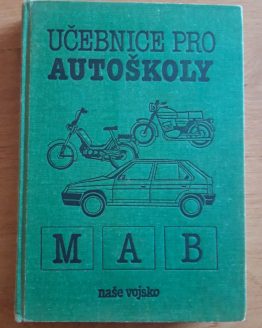 UČEBNICE PRO
AUTOŠKOLY
M A B
naše vojsko